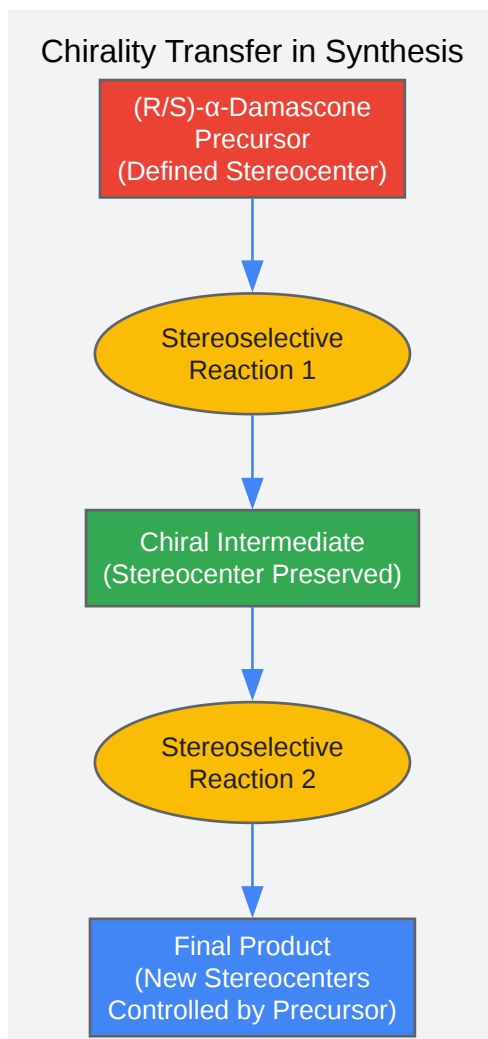 Chirality Transfer in Synthesis
(R/S)-α-Damascone
Precursor
(Defined Stereocenter)
Stereoselective
Reaction 1
Chiral Intermediate
(Stereocenter Preserved)
Stereoselective
Reaction 2
Final Product
(New Stereocenters
Controlled by Precursor)